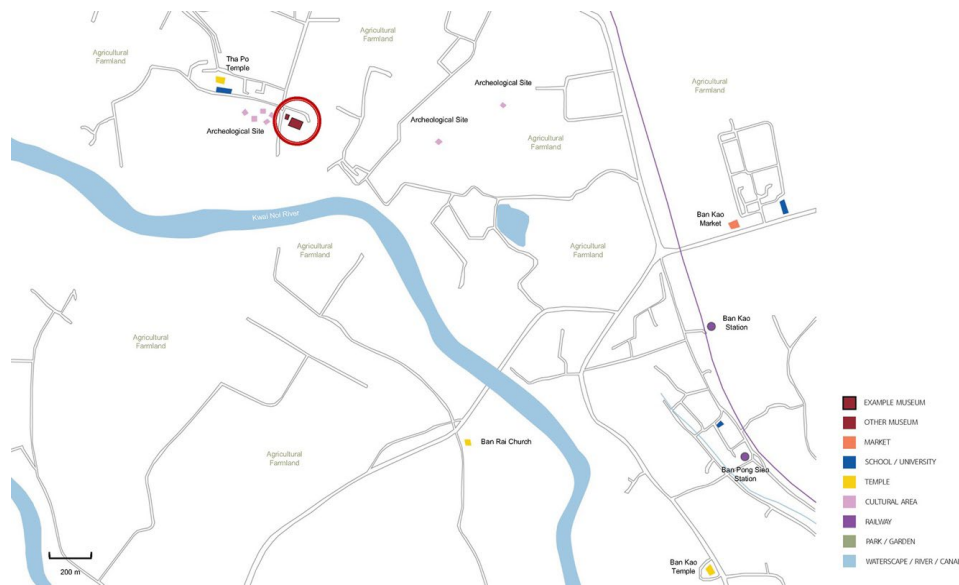 Agricultural
Farmland
Tha Po
Temple
Archeological Site
Agricultural
Farmland
Archeological Site
Archeological Site
Agricultural
Farmland
Agricultural
Farmland
Kwai Noi River
Ban Kao
Market
Agricultural
Farmland
Agricultural
Farmland
Agricultural
Farmland
Ban Kao
Station
Ban Rai Church
Agricultural
Farmland
Ban Pong Sieo
Station
Ban Kao
Temple
200 m
EXAMPLE MUSEUM
OTHER MUSEUM
MARKET
SCHOOL / UNIVERSITY
TEMPLE
CULTURAL AREA
RAILWAY
PARK / GARDEN
WATERSCAPE / RIVER / CANAL